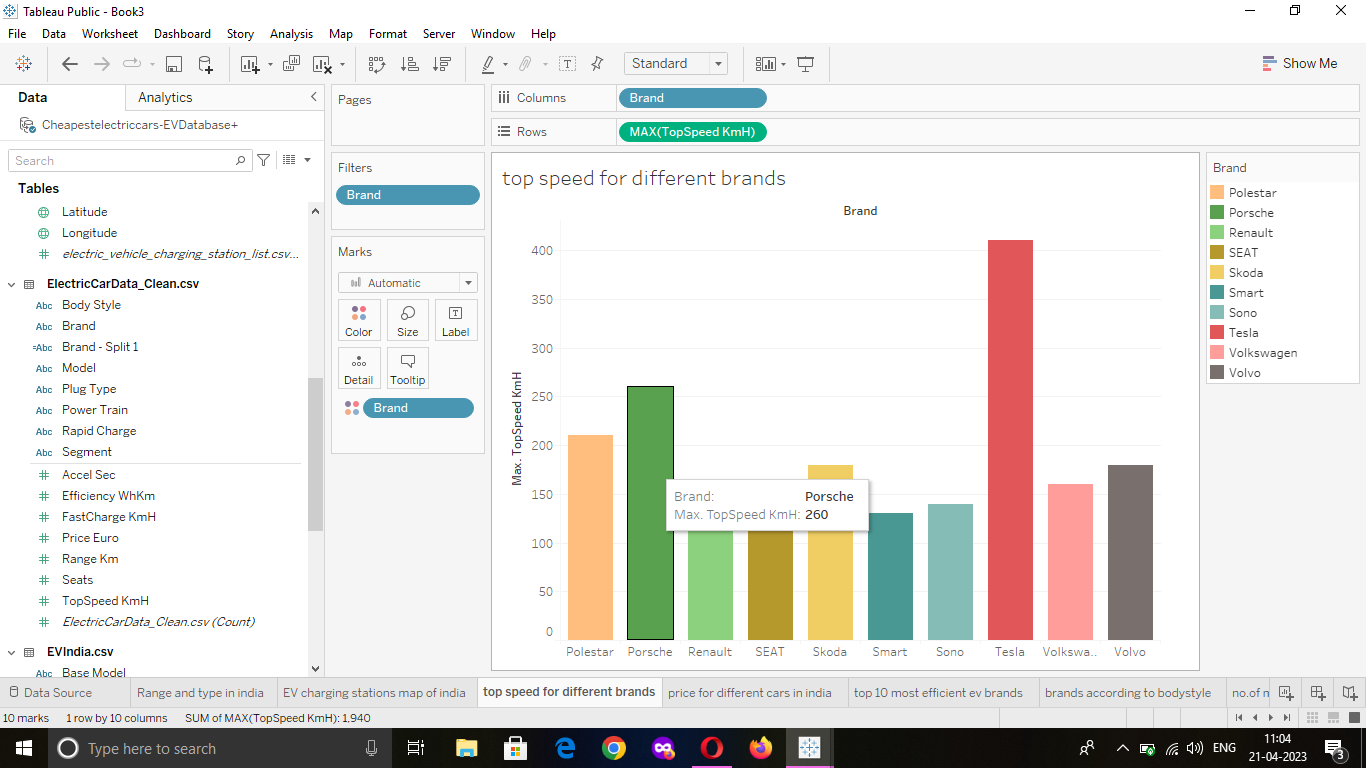 Tableau Public - Book3
File Data Worksheet Dashboard Story Analysis Map Format Server Window Help
Standard
Show Me
Data Analytics
Cheapestelectriccars-EVDatabase+
Search
Tables
Latitude
Longitude
electric_vehicle_charging_station_list.csv...
ElectricCarData_Clean.csv
Abc Body Style
Abc Brand
=Abc Brand - Split 1
Abc Model
Abc Plug Type
Abc Power Train
Abc Rapid Charge
Abc Segment
# Accel Sec
# Efficiency WhKm
# FastCharge KmH
# Price Euro
# Range Km
# Seats
# TopSpeed KmH
# ElectricCarData_Clean.csv (Count)
EVIndia.csv
Abc Base Model
Pages
Filters
Brand
Marks
Automatic
Color Size Label
Detail Tooltip
Brand
Columns Brand
Rows MAX(TopSpeed KmH)
top speed for different brands
Brand
Max. TopSpeed KmH
400
350
300
250
200
150
100
50
0
Brand: Porsche
Max. TopSpeed KmH: 260
Polestar Porsche Renault SEAT Skoda Smart Sono Tesla Volkswa.. Volvo
Brand
Polestar
Porsche
Renault
SEAT
Skoda
Smart
Sono
Tesla
Volkswagen
Volvo
Data Source Range and type in india EV charging stations map of india top speed for different brands price for different cars in india top 10 most efficient ev brands brands according to bodystyle no.of m
10 marks 1 row by 10 columns SUM of MAX(TopSpeed KmH): 1,940
Type here to search
ENG
11:04
21-04-2023
3